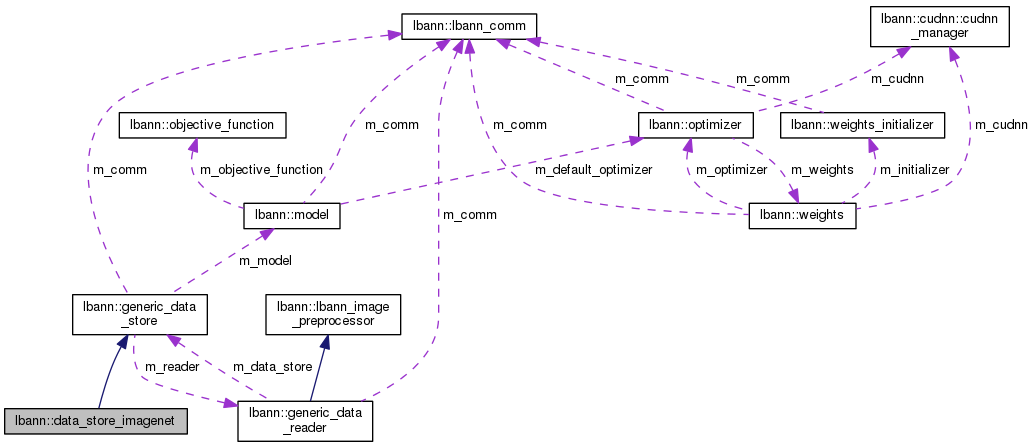 lbann::lbann_comm
lbann::cudnn::cudnn
_manager
m_comm
m_comm
m_cudnn
lbann::objective_function
m_comm
m_comm
lbann::optimizer
lbann::weights_initializer
m_cudnn
m_comm
m_objective_function
m_default_optimizer
m_optimizer
m_weights
m_initializer
lbann::model
m_comm
lbann::weights
m_model
lbann::generic_data
_store
lbann::lbann_image
_preprocessor
m_reader
m_data_store
lbann::data_store_imagenet
lbann::generic_data
_reader